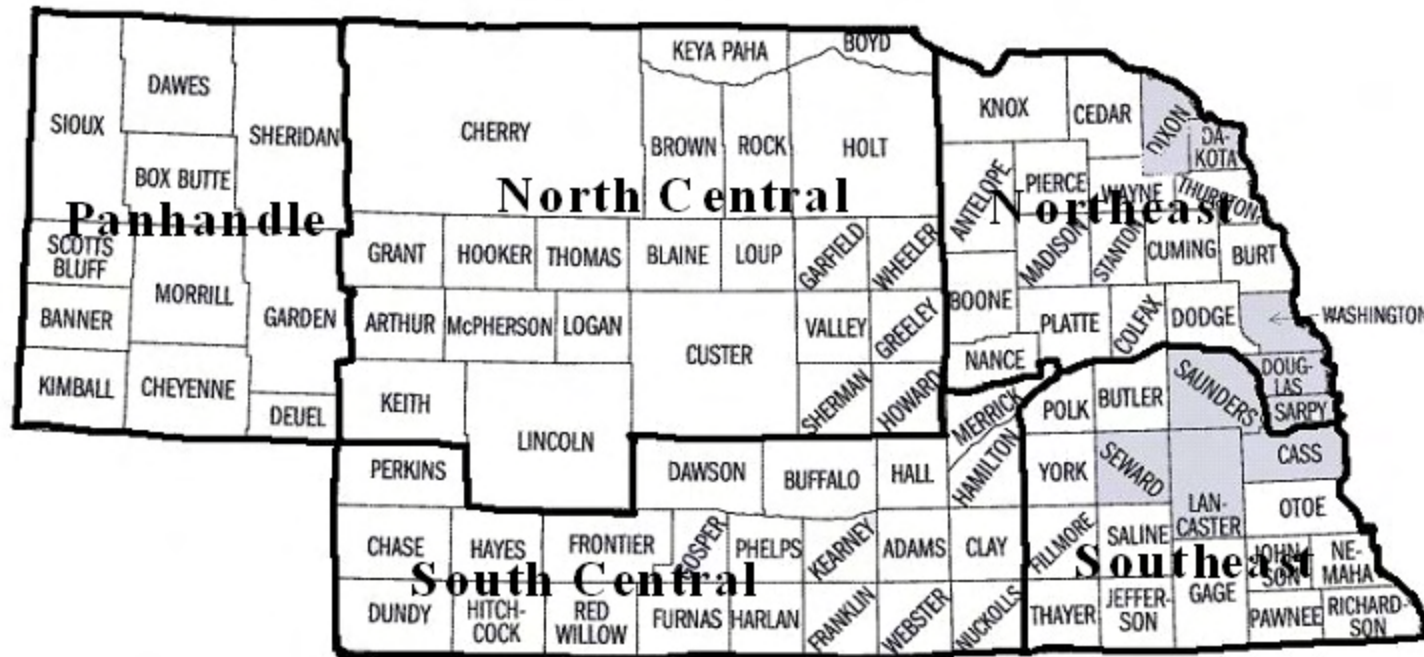 KEYA PAHA
BOYD
DAWES
SIOUX
SHERIDAN
CHERRY
BROWN
ROCK
HOLT
KNOX
CEDAR
DIXON
DA-
KOTA
BOX BUTTE
Panhandle
North Central
Northeast
ANTELOPE
PIERCE
WAYNE
THURSTON
SCOTTS
BLUFF
MORRILL
GARDEN
GRANT
HOOKER
THOMAS
BLAINE
LOUP
GARFIELD
WHEELER
MADISON
STANTON
CUMING
BURT
BANNER
ARTHUR
McPHERSON
LOGAN
CUSTER
VALLEY
GREELEY
BOONE
PLATTE
COLFAX
DODGE
WASHINGTON
KIMBALL
CHEYENNE
DEUEL
KEITH
LINCOLN
SHERMAN
HOWARD
NANCE
MERRICK
POLK
BUTLER
SAUNDERS
DOUG-
LAS
SARPY
PERKINS
DAWSON
BUFFALO
HALL
HAMILTON
YORK
SEWARD
LAN-
CASTER
CASS
OTOE
CHASE
HAYES
FRONTIER
GOSPER
PHELPS
KEARNEY
ADAMS
CLAY
FILLMORE
SALINE
South Central
Southeast
JOHN-
SON
NE-
MAHA
DUNDY
HITCH-
COCK
RED
WILLOW
FURNAS
HARLAN
FRANKLIN
WEBSTER
NUCKOLLS
THAYER
JEFFER-
SON
GAGE
PAWNEE
RICHARD-
SON